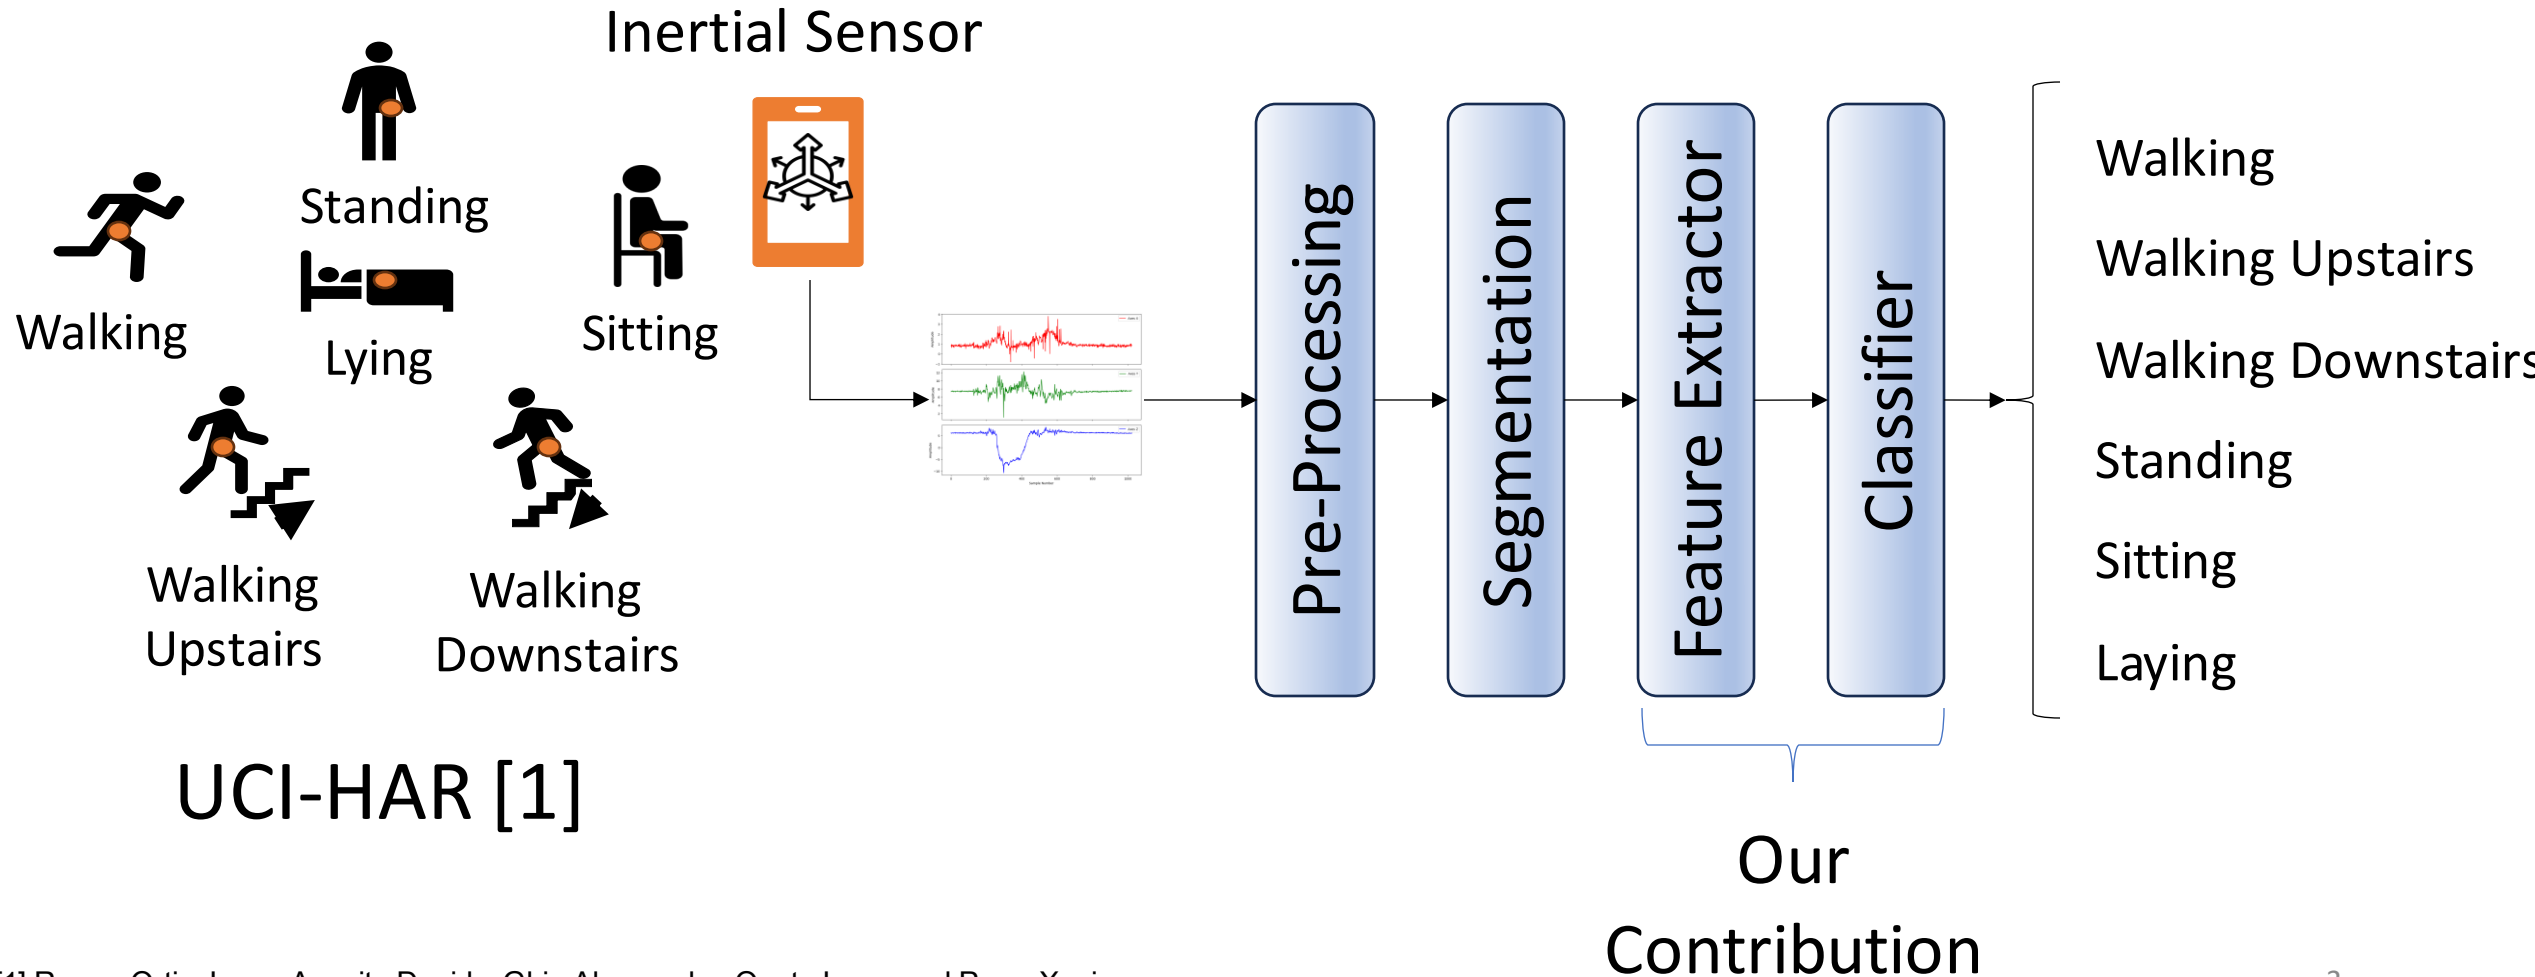 Inertial Sensor
Standing
Walking
Lying
Sitting
Walking
Upstairs
Walking
Downstairs
UCI-HAR [1]
Pre-Processing
Segmentation
Feature Extractor
Classifier
Walking
Walking Upstairs
Walking Downstairs
Standing
Sitting
Laying
Our
Contribution